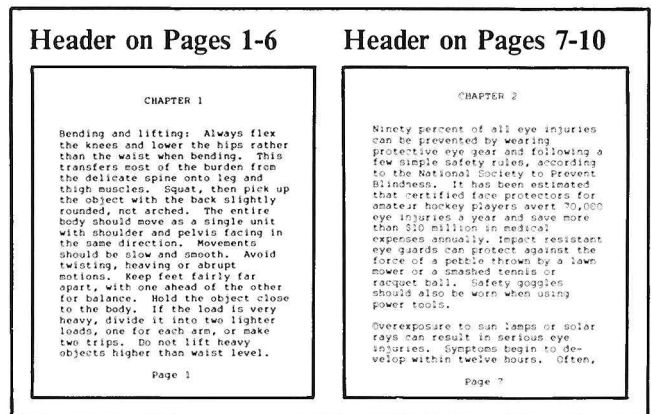 Header on Pages 1-6
CHAPTER 1
Bending and lifting: Always flex
the knees and lower the hips rather
than the waist when bending. This
transfers most of the burden from
the delicate spine onto leg and
thigh muscles. Squat, then pick up
the object with the back slightly
rounded, not arched. The entire
body should move as a single unit
with shoulder and pelvis facing in
the same direction. Movements
should be slow and smooth. Avoid
twisting, heaving or abrupt
motions. Keep feet fairly far
apart, with one ahead of the other
for balance. Hold the object close
to the body. If the load is very
heavy, divide it into two lighter
loads, one for each arm, or make
two trips. Do not lift heavy
objects higher than waist level.
Page 1
Header on Pages 7-10
CHAPTER 2
Ninety percent of all eye injuries
can be prevented by wearing
protective eye gear and following a
few simple safety rules, according
to the National Society to Prevent
Blindness. It has been estimated
that certified face protectors for
amateur hockey players avert 70,000
eye injuries a year and save more
than $10 million in medical
expenses annually. Impact resistant
eye guards can protect against the
force of a pebble thrown by a lawn
mower or a smashed tennis or
racquet ball. Safety goggles
should also be worn when using
power tools.
Overexposure to sun lamps or solar
rays can result in serious eye
injuries. Symptoms begin to de-
velop within twelve hours. Often,
Page 7